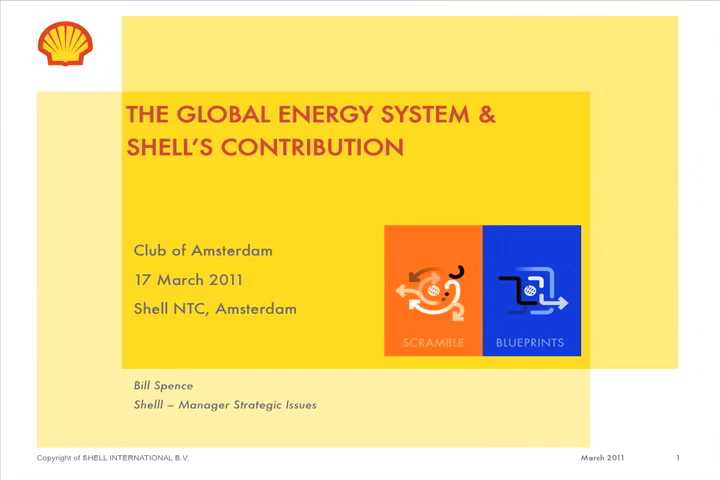 THE GLOBAL ENERGY SYSTEM &
SHELL'S CONTRIBUTION
Club of Amsterdam
17 March 2011
Shell NTC, Amsterdam
SCRAMBLE
BLUEPRINTS
Bill Spence
Shelll – Manager Strategic Issues
Copyright of SHELL INTERNATIONAL B.V.
March 2011
1